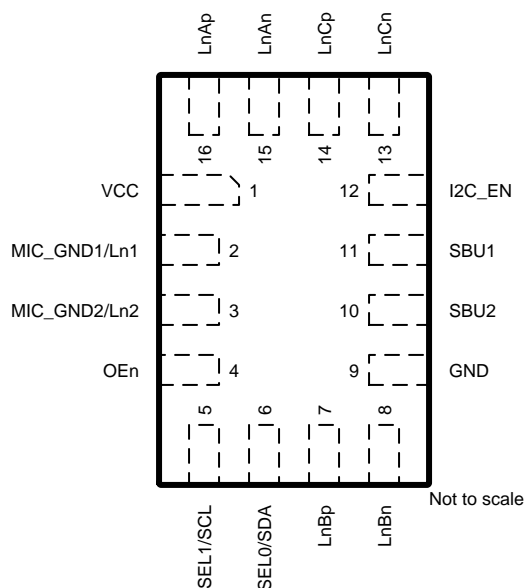 LnAp
LnAn
LnCp
LnCn
16
15
14
13
VCC
1
12
I2C_EN
MIC_GND1/Ln1
2
11
SBU1
MIC_GND2/Ln2
3
10
SBU2
OEn
4
9
GND
5
6
7
8
Not to scale
SEL1/SCL
SEL0/SDA
LnBp
LnBn